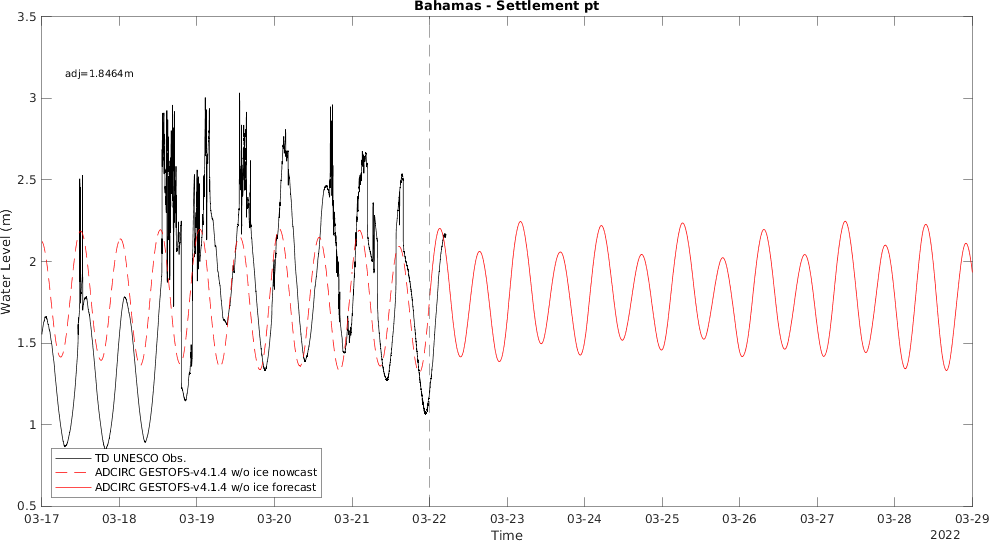 Bahamas - Settlement pt
3.5
adj=1.8464m
3
2.5
2
1.5
1
0.5
Water Level (m)
TD UNESCO Obs.
ADCIRC GESTOFS-v4.1.4 w/o ice nowcast
ADCIRC GESTOFS-v4.1.4 w/o ice forecast
03-17 03-18 03-19 03-20 03-21 03-22 03-23 03-24 03-25 03-26 03-27 03-28 03-29
Time
2022